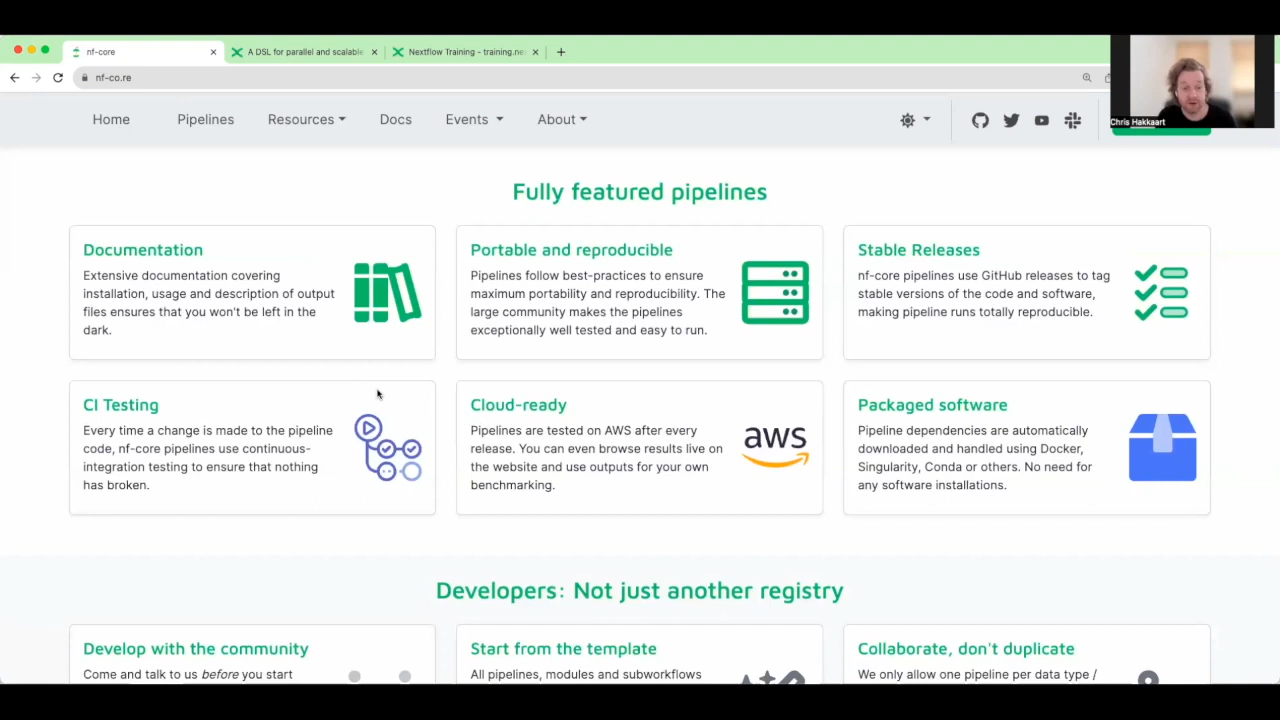 nf-core
A DSL for parallel and scalable
Nextflow Training - training.ne
nf-co.re
Home
Pipelines
Resources
Docs
Events
About
Chris Hakkaart
Fully featured pipelines
Documentation
Extensive documentation covering
installation, usage and description of output
files ensures that you won't be left in the
dark.
Portable and reproducible
Pipelines follow best-practices to ensure
maximum portability and reproducibility. The
large community makes the pipelines
exceptionally well tested and easy to run.
Stable Releases
nf-core pipelines use GitHub releases to tag
stable versions of the code and software,
making pipeline runs totally reproducible.
CI Testing
Every time a change is made to the pipeline
code, nf-core pipelines use continuous-
integration testing to ensure that nothing
has broken.
Cloud-ready
Pipelines are tested on AWS after every
release. You can even browse results live on
the website and use outputs for your own
benchmarking.
aws
Packaged software
Pipeline dependencies are automatically
downloaded and handled using Docker,
Singularity, Conda or others. No need for
any software installations.
Developers: Not just another registry
Develop with the community
Come and talk to us before you start
Start from the template
All pipelines, modules and subworkflows
Collaborate, don't duplicate
We only allow one pipeline per data type /